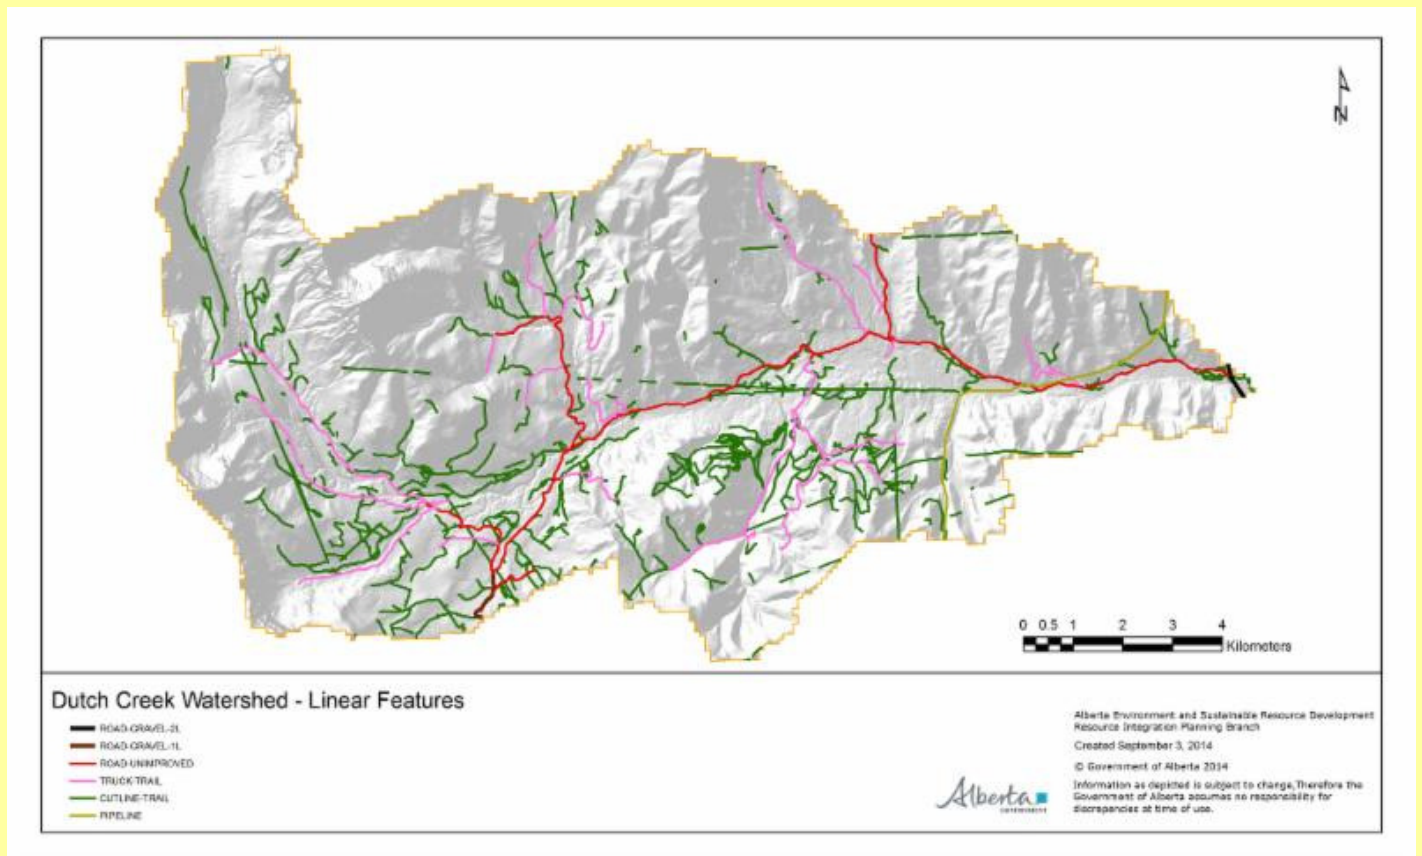 N
0 0.5 1 2 3 4
Kilometers
Dutch Creek Watershed - Linear Features
ROAD-GRAVEL-2L
ROAD-GRAVEL-1L
ROAD-UNIMPROVED
TRUCK-TRAIL
CUTLINE-TRAIL
PIPELINE
Alberta
GOVERNMENT
Alberta Environment and Sustainable Resource Development
Resource Integration Planning Branch
Created September 3, 2014
© Government of Alberta 2014
Information as depicted is subject to change,Therefore the
Government of Alberta assumes no responsibility for
discrepancies at time of use.